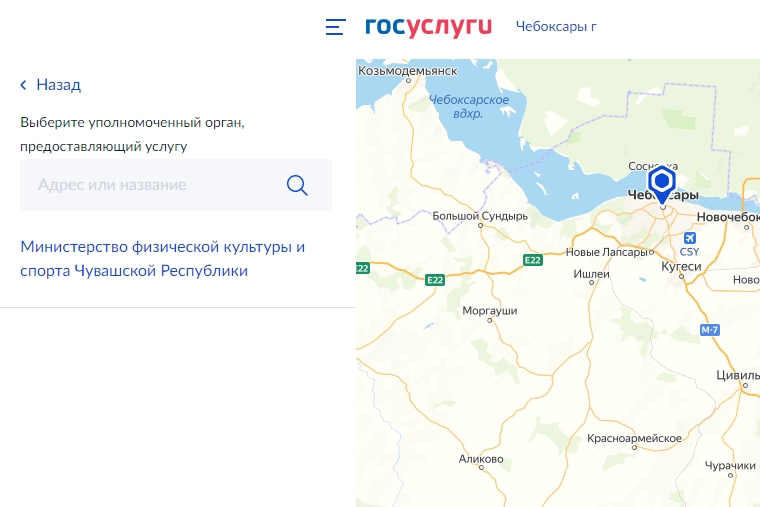 госуслуги
Чебоксары г
Назад
Выберите уполномоченный орган,
предоставляющий услугу
Адрес или название
Министерство физической культуры и
спорта Чувашской Республики
Козьмодемьянск
Чебоксарское
вдхр.
Сосновка
Чебоксары
Большой Сундырь
Новочебок
CSY
Новые Лапсары
E22
E22
E22
Кугеси
Ишлеи
Ново
Моргауши
М-7
Цивиль
Красноармейское
Аликово
Чурачики